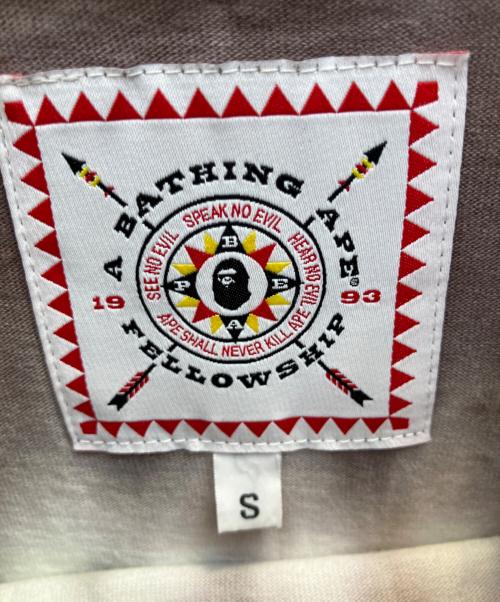 A BATHING APE®
SEE NO EVIL SPEAK NO EVIL HEAR NO EVIL
B
A P E
A
19 93
APE SHALL NEVER KILL APE
FELLOWSHIP
S